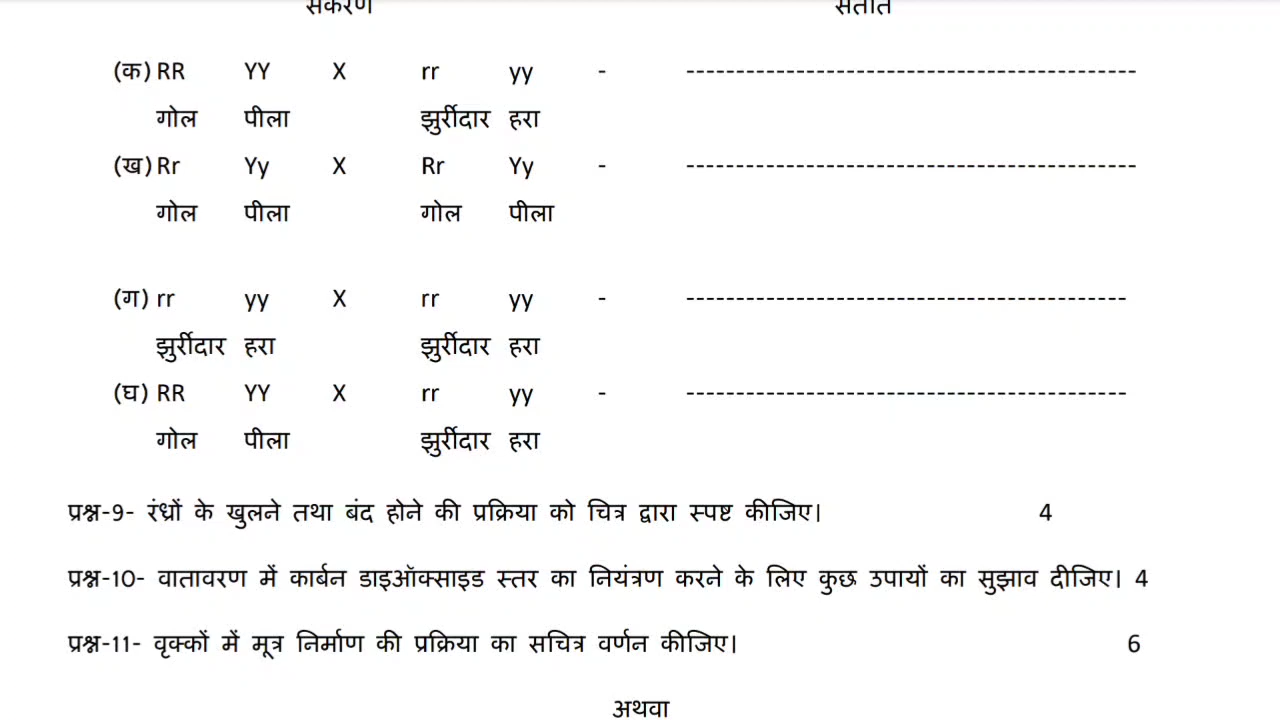 संकरण संतति
(क) RR YY X rr yy - ---------------------------------------------
गोल पीला झुर्रीदार हरा
(ख) Rr Yy X Rr Yy - ---------------------------------------------
गोल पीला गोल पीला
(ग) rr yy X rr yy - --------------------------------------------
झुर्रीदार हरा झुर्रीदार हरा
(घ) RR YY X rr yy - --------------------------------------------
गोल पीला झुर्रीदार हरा
प्रश्न-9- रंध्रों के खुलने तथा बंद होने की प्रक्रिया को चित्र द्वारा स्पष्ट कीजिए। 4
प्रश्न-10- वातावरण में कार्बन डाइऑक्साइड स्तर का नियंत्रण करने के लिए कुछ उपायों का सुझाव दीजिए। 4
प्रश्न-11- वृक्कों में मूत्र निर्माण की प्रक्रिया का सचित्र वर्णन कीजिए। 6
अथवा